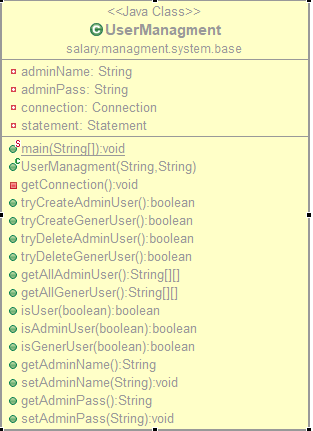 <<Java Class>>
UserManagment
salary.managment.system.base
adminName: String
adminPass: String
connection: Connection
statement: Statement
main(String[]):void
UserManagment(String,String)
getConnection():void
tryCreateAdminUser():boolean
tryCreateGenerUser():boolean
tryDeleteAdminUser():boolean
tryDeleteGenerUser():boolean
getAllAdminUser():String[][]
getAllGenerUser():String[][]
isUser(boolean):boolean
isAdminUser(boolean):boolean
isGenerUser(boolean):boolean
getAdminName():String
setAdminName(String):void
getAdminPass():String
setAdminPass(String):void